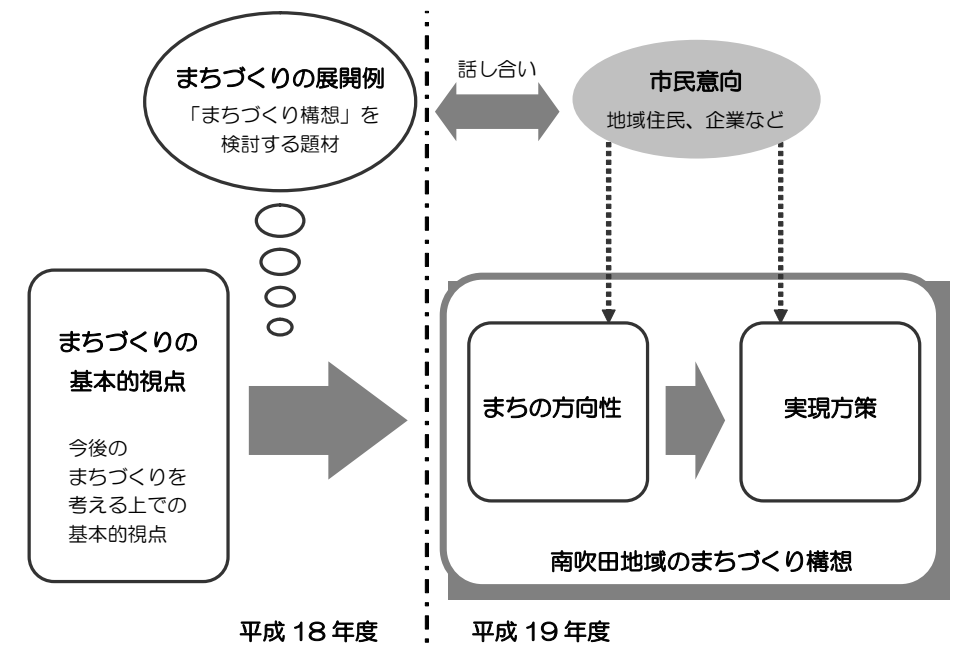 まちづくりの展開例
「まちづくり構想」を
検討する題材
話し合い
市民意向
地域住民、企業など
まちづくりの
基本的視点
今後の
まちづくりを
考える上での
基本的視点
まちの方向性
実現方策
南吹田地域のまちづくり構想
平成 18 年度
平成 19 年度